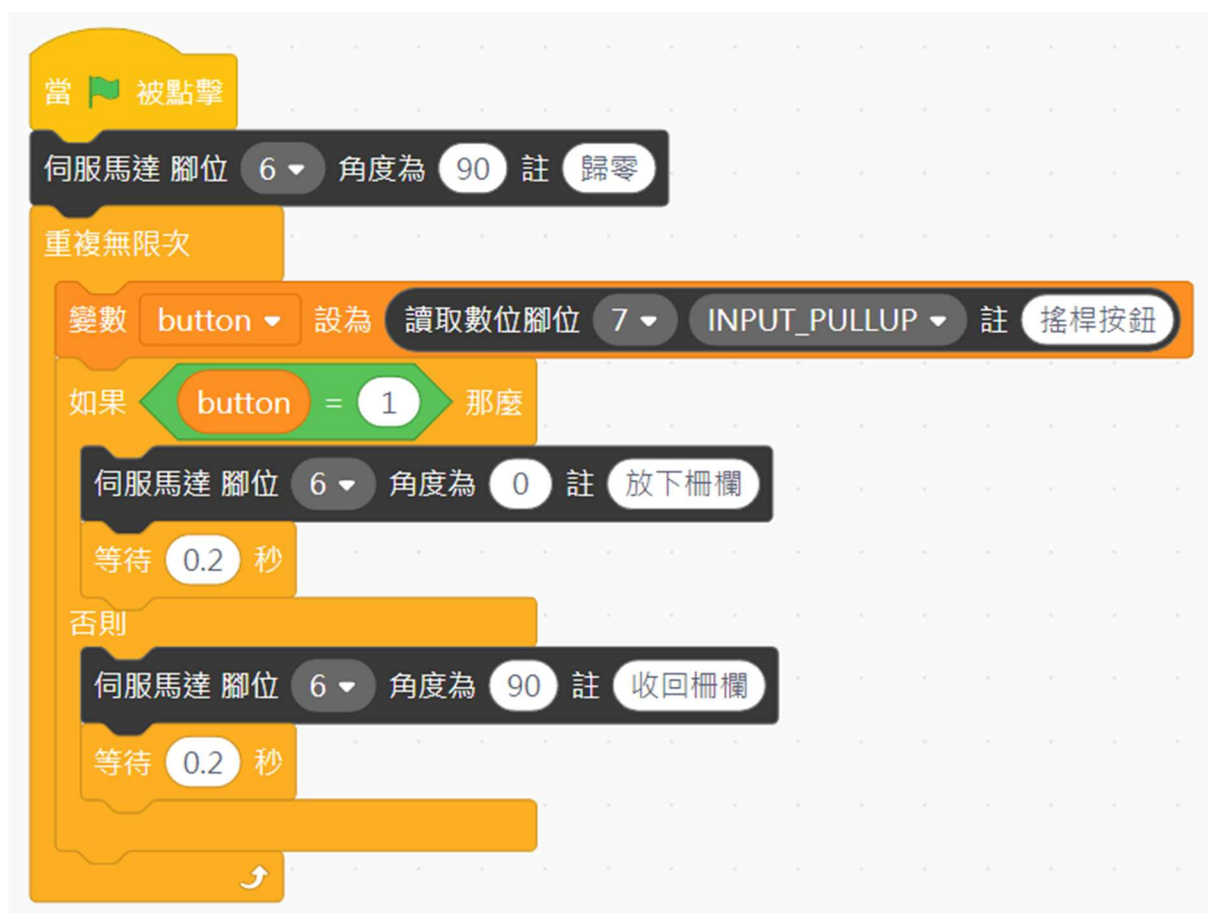 當 被點擊
伺服馬達 腳位 6 角度為 90 註 歸零
重複無限次
變數 button 設為 讀取數位腳位 7 INPUT_PULLUP 註 搖桿按鈕
如果 button = 1 那麼
伺服馬達 腳位 6 角度為 0 註 放下柵欄
等待 0.2 秒
否則
伺服馬達 腳位 6 角度為 90 註 收回柵欄
等待 0.2 秒